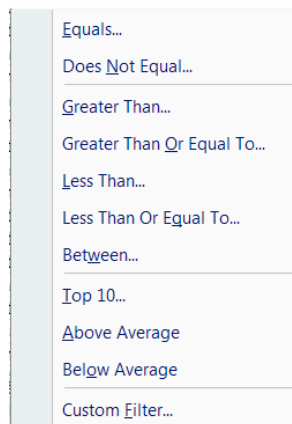 Equals...
Does Not Equal...
Greater Than...
Greater Than Or Equal To...
Less Than...
Less Than Or Equal To...
Between...
Top 10...
Above Average
Below Average
Custom Filter...